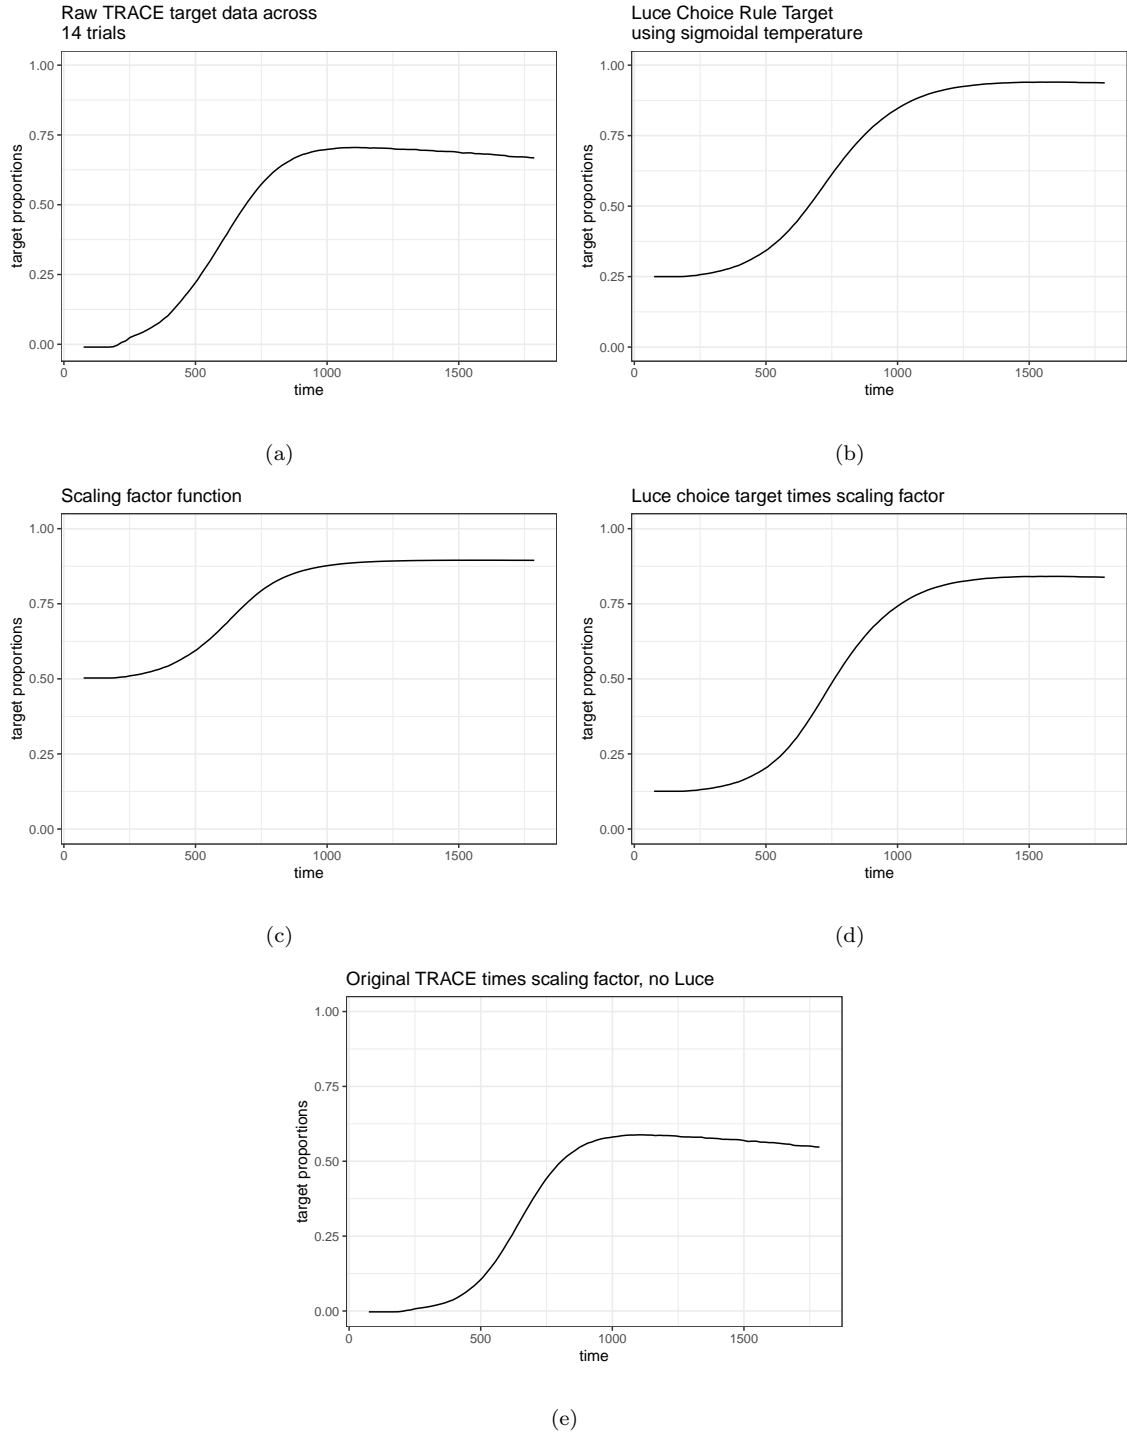 Raw TRACE target data across
14 trials
1.00
0.75
0.50
0.25
0.00
target proportions
0
500
1000
1500
time
(a)
Luce Choice Rule Target
using sigmoidal temperature
1.00
0.75
0.50
0.25
0.00
target proportions
0
500
1000
1500
time
(b)
Scaling factor function
1.00
0.75
0.50
0.25
0.00
target proportions
0
500
1000
1500
time
(c)
Luce choice target times scaling factor
1.00
0.75
0.50
0.25
0.00
target proportions
0
500
1000
1500
time
(d)
Original TRACE times scaling factor, no Luce
1.00
0.75
0.50
0.25
0.00
target proportions
0
500
1000
1500
time
(e)